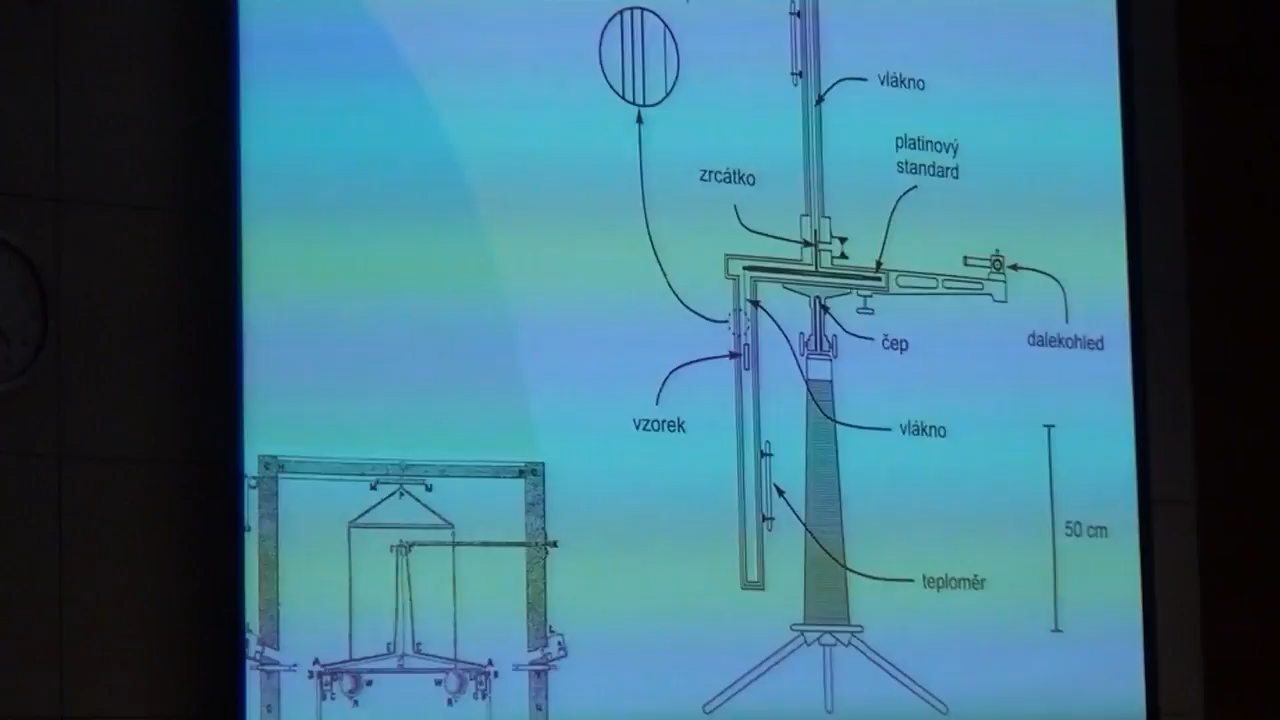 vlákno
platinový
standard
zrcátko
dalekohled
čep
vzorek
vlákno
50 cm
teploměr